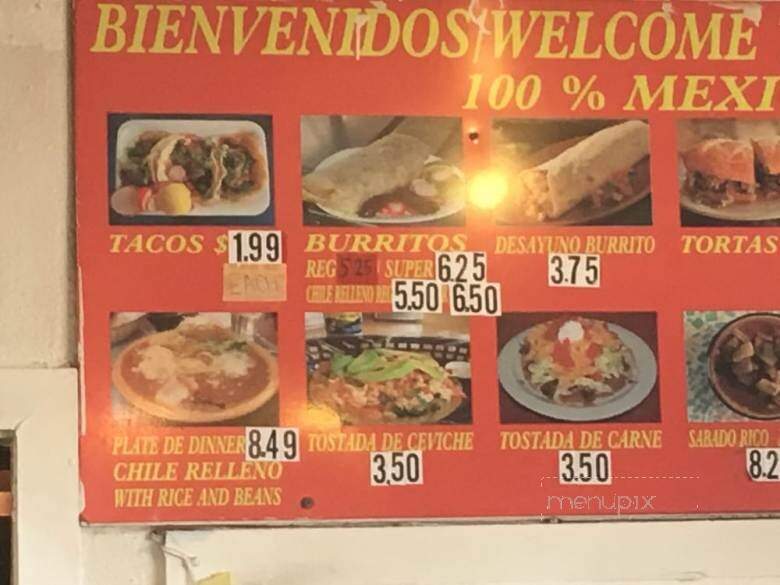 BIENVENIDOS WELCOME
100 % MEXI
TACOS $1.99
EACH
BURRITOS
REG 5.25 SUPER 6.25
CHILE RELLENO 5.50 6.50
DESAYUNO BURRITO
3.75
TORTAS
PLATE DE DINNER 8.49
CHILE RELLENO
WITH RICE AND BEANS
TOSTADA DE CEVICHE
3.50
TOSTADA DE CARNE
3.50
SABADO RICO
8.2
menupix